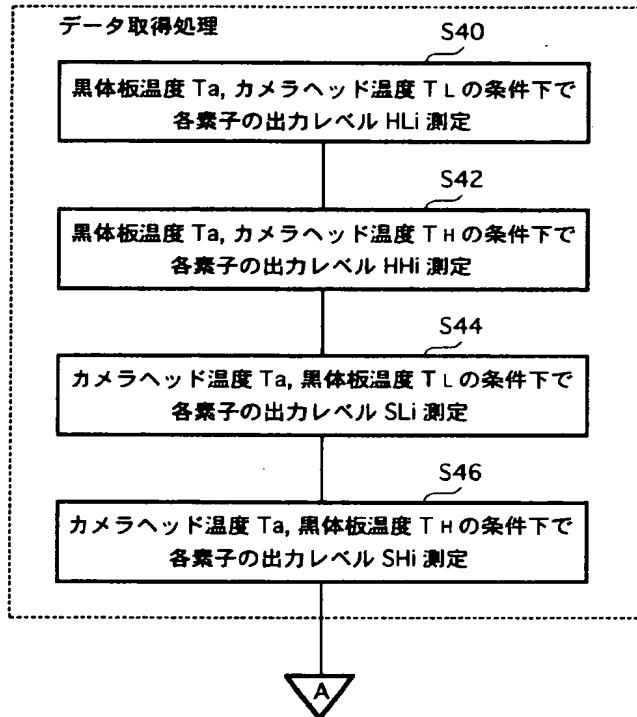 データ取得処理
S40
黒体板温度 Ta, カメラヘッド温度 TL の条件下で
各素子の出力レベル HLi 測定
S42
黒体板温度 Ta, カメラヘッド温度 TH の条件下で
各素子の出力レベル HHi 測定
S44
カメラヘッド温度 Ta, 黒体板温度 TL の条件下で
各素子の出力レベル SLi 測定
S46
カメラヘッド温度 Ta, 黒体板温度 TH の条件下で
各素子の出力レベル SHi 測定
A